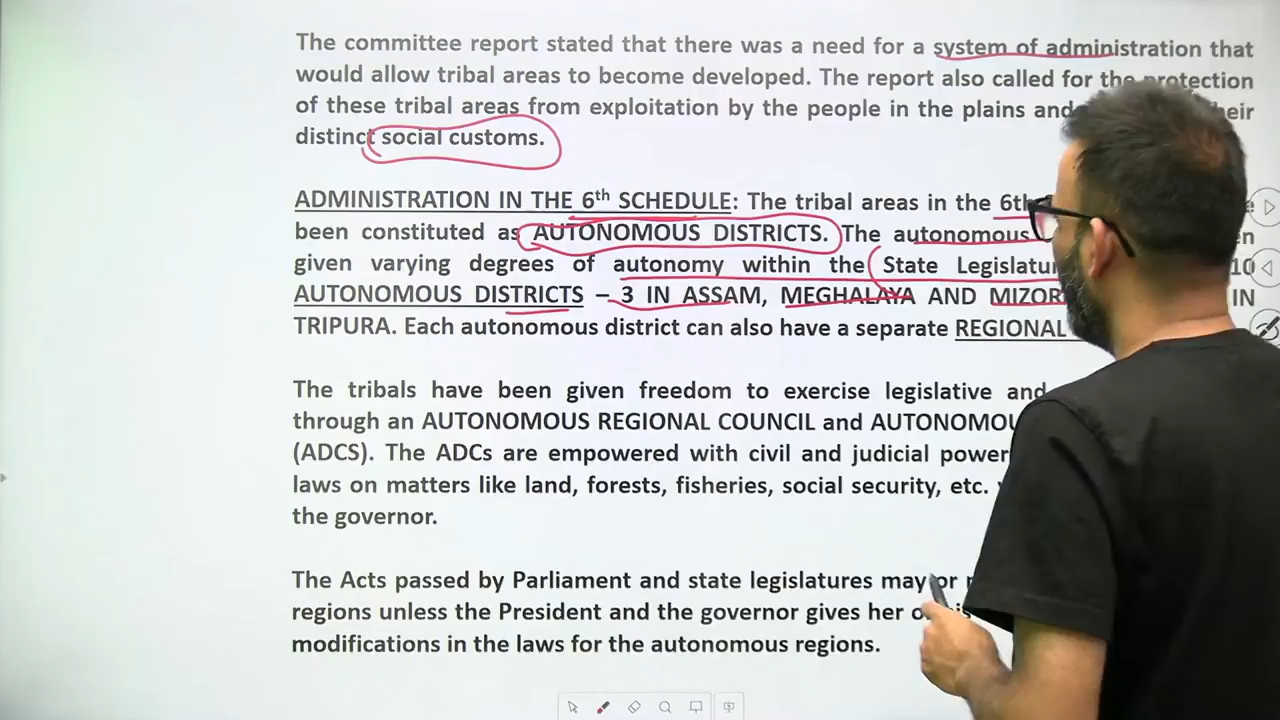 The committee report stated that there was a need for a system of administration that
would allow tribal areas to become developed. The report also called for the protection
of these tribal areas from exploitation by the people in the plains and
distinct social customs.
ADMINISTRATION IN THE 6th SCHEDULE: The tribal areas in the 6th
been constituted as AUTONOMOUS DISTRICTS. The autonomous
given varying degrees of autonomy within the State 10
AUTONOMOUS DISTRICTS – 3 IN ASSAM, MEGHALAYA AND IN
TRIPURA. Each autonomous district can also have a separate REGIONAL
The tribals have been given freedom to exercise legislative and
through an AUTONOMOUS REGIONAL COUNCIL and
(ADCS). The ADCs are empowered with civil and judicial
laws on matters like land, forests, fisheries, social security, etc.
the governor.
The Acts passed by Parliament and state legislatures may or
regions unless the President and the governor gives her
modifications in the laws for the autonomous regions.